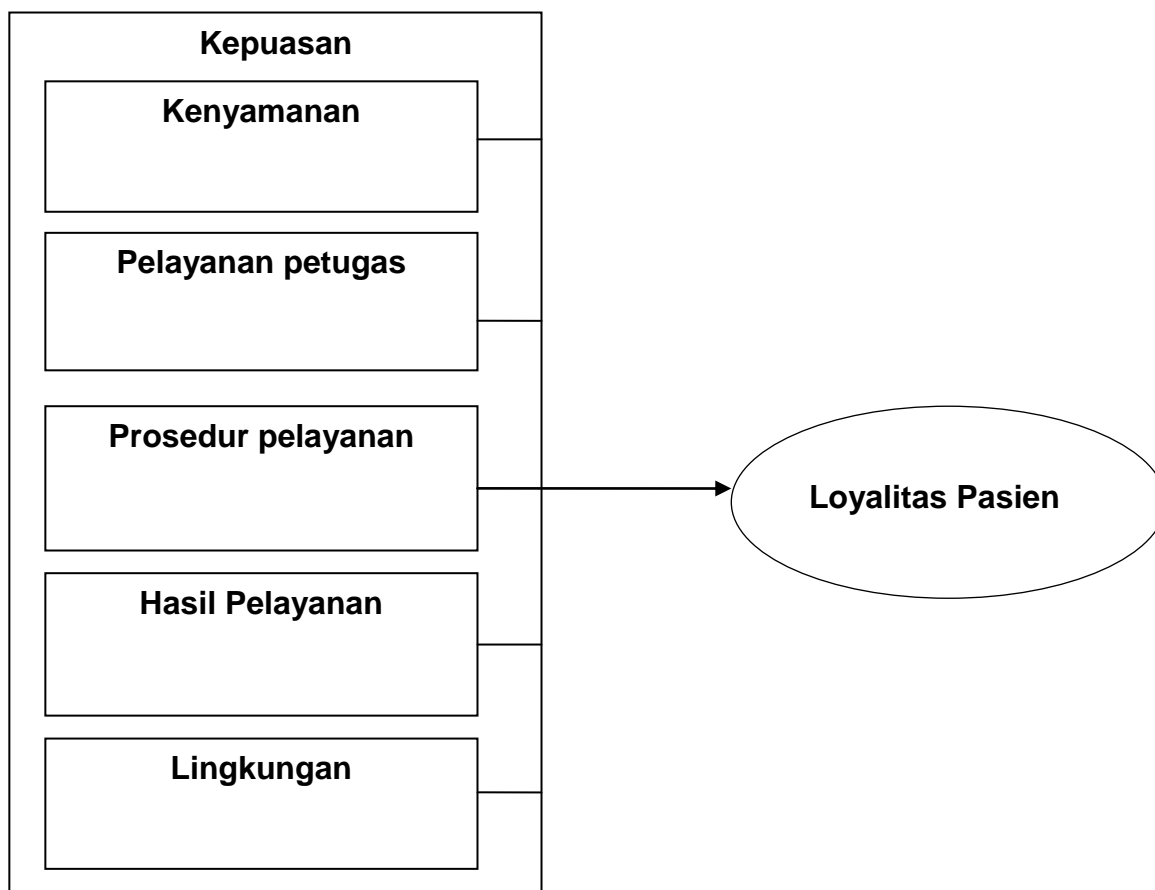 Kepuasan
Kenyamanan
Pelayanan petugas
Prosedur pelayanan
Loyalitas Pasien
Hasil Pelayanan
Lingkungan